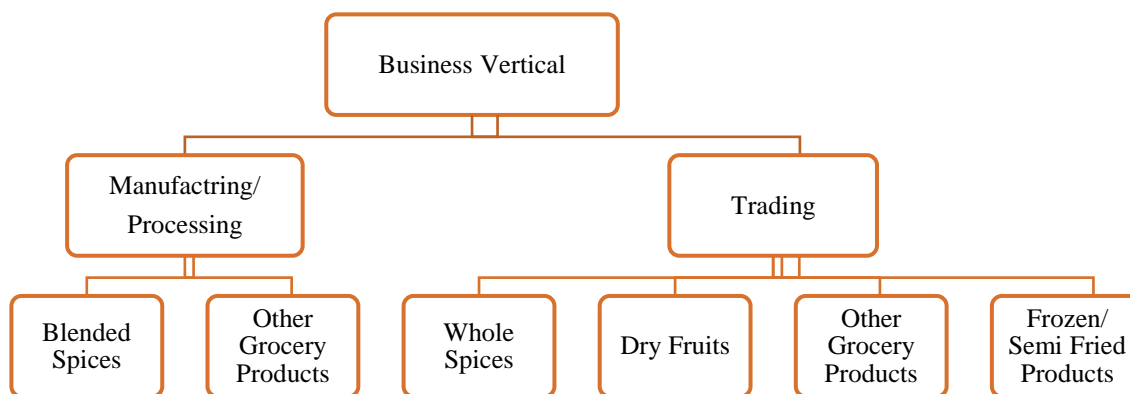 Business Vertical
Manufactring/
Processing
Trading
Blended
Spices
Other
Grocery
Products
Whole
Spices
Dry Fruits
Other
Grocery
Products
Frozen/
Semi Fried
Products